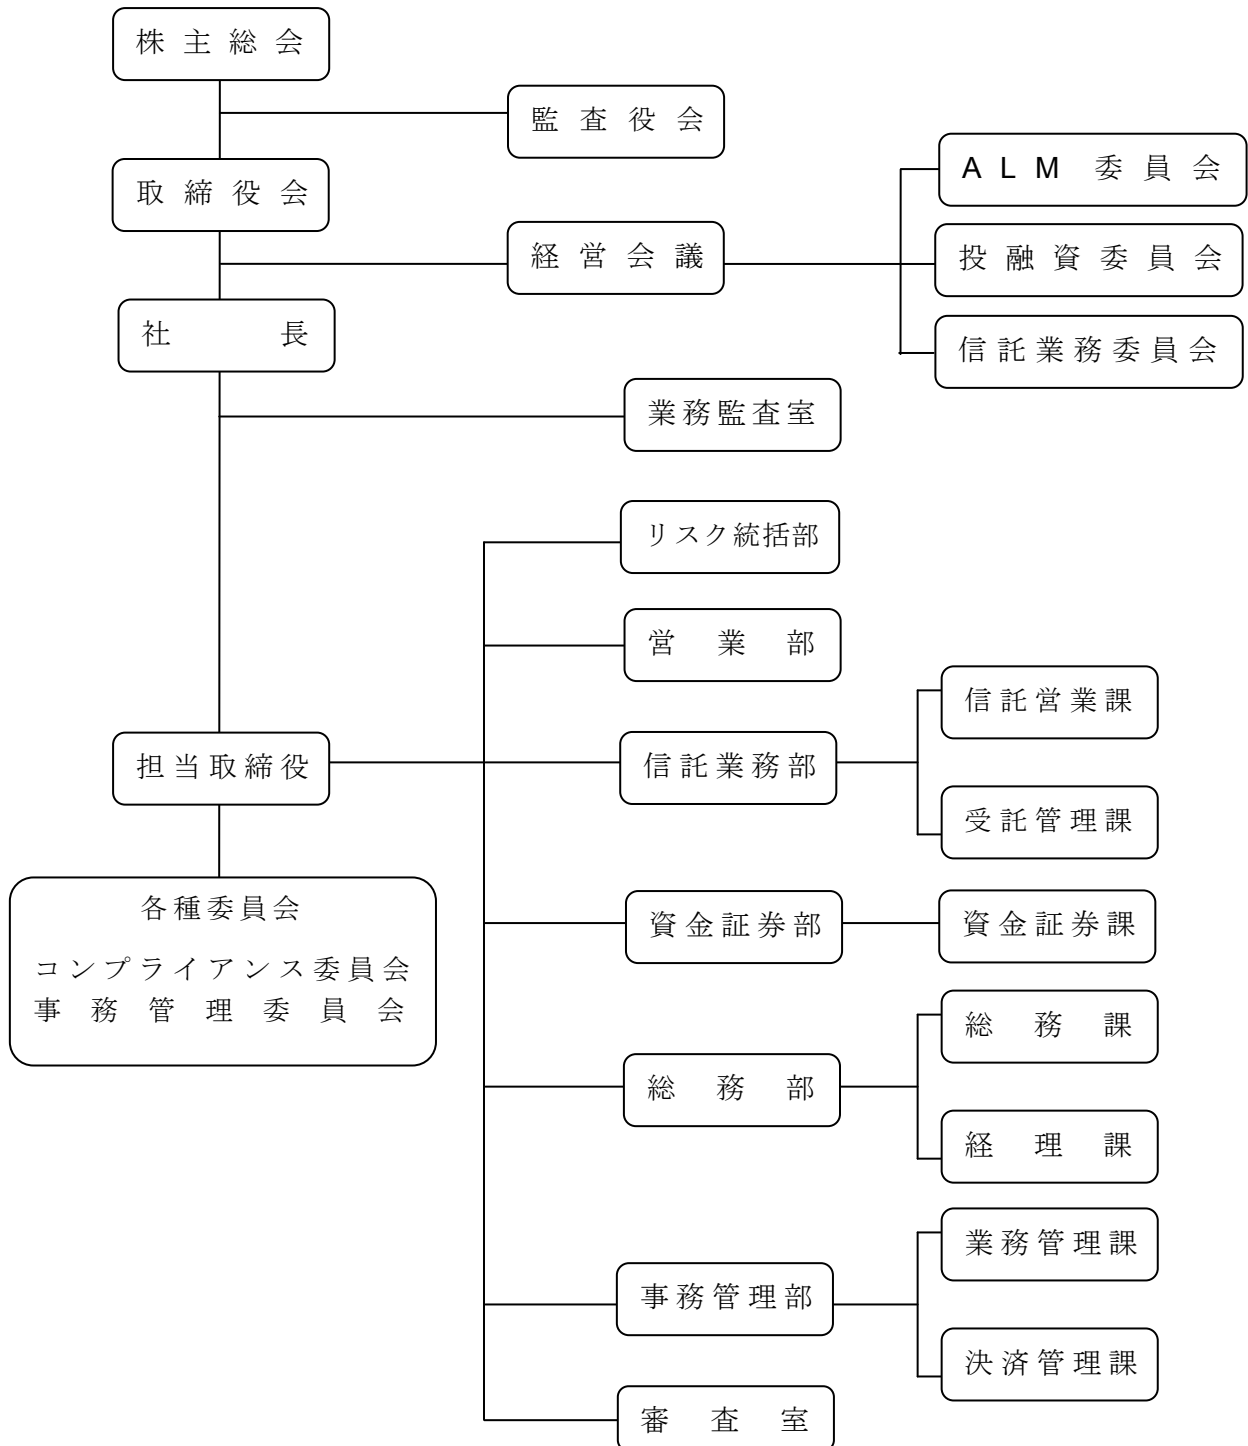 株主総会
監査役会
取締役会
ALM 委員会
投融資委員会
信託業務委員会
経営会議
社長
業務監査室
リスク統括部
営業部
信託営業課
担当取締役
信託業務部
受託管理課
各種委員会
コンプライアンス委員会
事務管理委員会
資金証券部
資金証券課
総務課
総務部
経理課
業務管理課
事務管理部
決済管理課
審査室